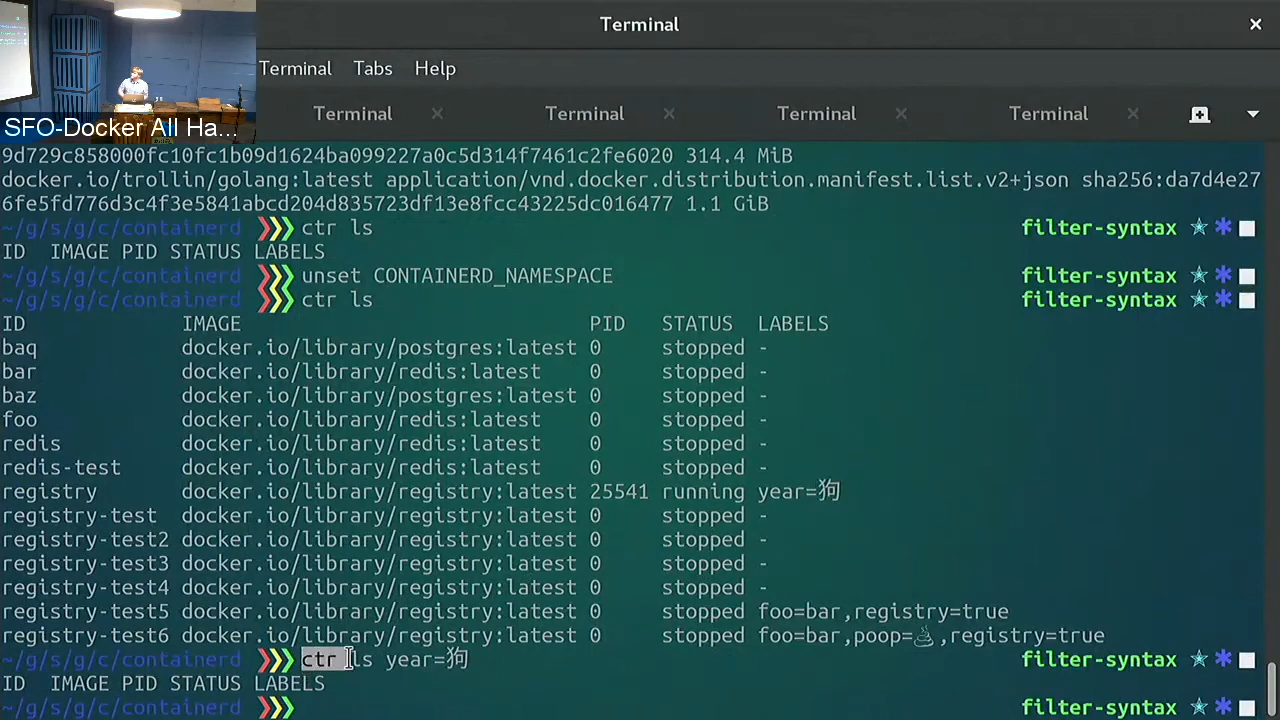 Terminal
Terminal Tabs Help
Terminal Terminal Terminal Terminal
SFO-Docker All Ha...
9d729c858000fc10fc1b09d1624ba099227a0c5d314f7461c2fe6020 314.4 MiB
docker.io/trollin/golang:latest application/vnd.docker.distribution.manifest.list.v2+json sha256:da7d4e27
6fe5fd776d3c4f3e5841abcd204d835723df13e8fcc43225dc016477 1.1 GiB
~/g/s/g/c/containerd ❯❯❯ ctr ls filter-syntax ✭ ✱ ◼
ID IMAGE PID STATUS LABELS
~/g/s/g/c/containerd ❯❯❯ unset CONTAINERD_NAMESPACE filter-syntax ✭ ✱ ◼
~/g/s/g/c/containerd ❯❯❯ ctr ls filter-syntax ✭ ✱ ◼
ID IMAGE PID STATUS LABELS
baq docker.io/library/postgres:latest 0 stopped -
bar docker.io/library/redis:latest 0 stopped -
baz docker.io/library/postgres:latest 0 stopped -
foo docker.io/library/redis:latest 0 stopped -
redis docker.io/library/redis:latest 0 stopped -
redis-test docker.io/library/redis:latest 0 stopped -
registry docker.io/library/registry:latest 25541 running year=狗
registry-test docker.io/library/registry:latest 0 stopped -
registry-test2 docker.io/library/registry:latest 0 stopped -
registry-test3 docker.io/library/registry:latest 0 stopped -
registry-test4 docker.io/library/registry:latest 0 stopped -
registry-test5 docker.io/library/registry:latest 0 stopped foo=bar,registry=true
registry-test6 docker.io/library/registry:latest 0 stopped foo=bar,poop=♨,registry=true
~/g/s/g/c/containerd ❯❯❯ ctr ls year=狗 filter-syntax ✭ ✱ ◼
ID IMAGE PID STATUS LABELS
~/g/s/g/c/containerd ❯❯❯ filter-syntax ✭ ✱ ◼